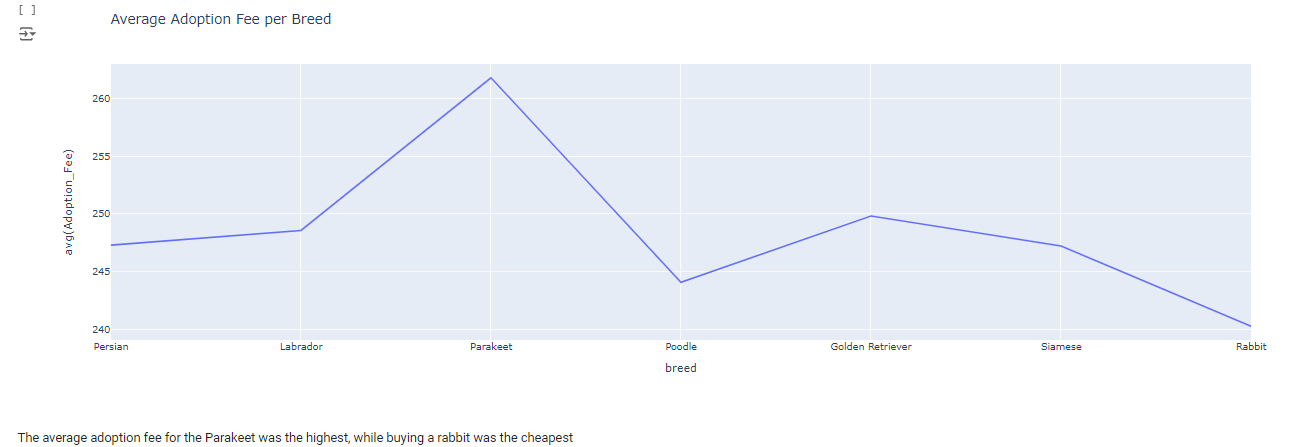 [ ]
Average Adoption Fee per Breed
260
255
250
245
240
avg(Adoption_Fee)
Persian Labrador Parakeet Poodle Golden Retriever Siamese Rabbit
breed
The average adoption fee for the Parakeet was the highest, while buying a rabbit was the cheapest